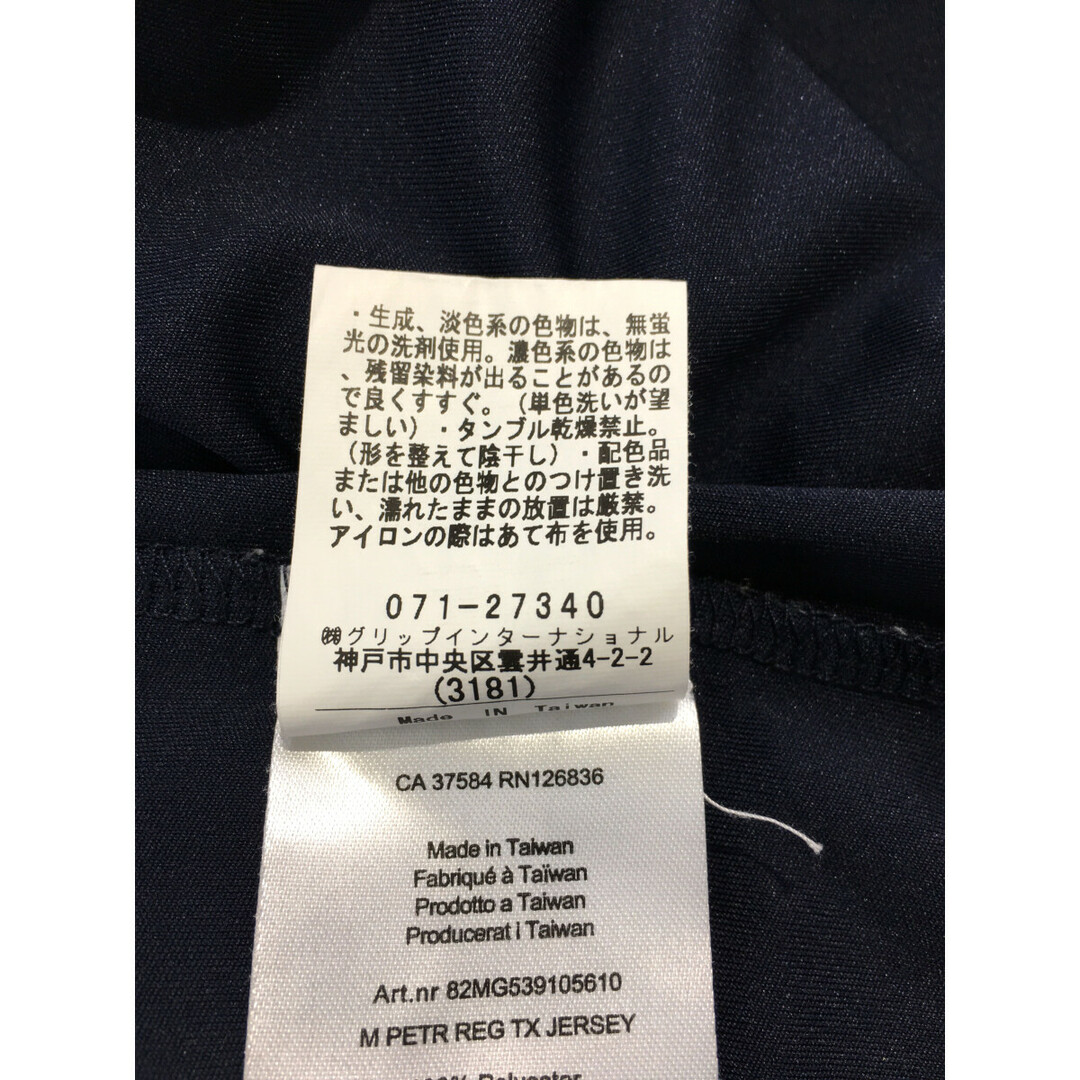 ・生成、淡色系の色物は、無蛍
光の洗剤使用。濃色系の色物は
、残留染料が出ることがあるの
で良くすすぐ。（単色洗いが望
ましい）・タンブル乾燥禁止。
（形を整えて陰干し）・配色品
または他の色物とのつけ置き洗
い、濡れたままの放置は厳禁。
アイロンの際はあて布を使用。
071-27340
㈱グリップインターナショナル
神戸市中央区雲井通4-2-2
(3181)
Made IN Taiwan
CA 37584 RN126836
Made in Taiwan
Fabriqué à Taïwan
Prodotto a Taiwan
Producerat i Taiwan
Art.nr 82MG539105610
M PETR REG TX JERSEY
Polyester